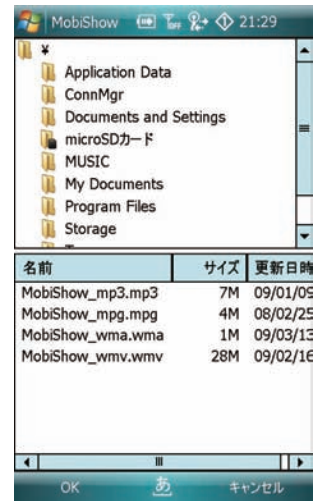 MobiShow 21:29
¥
Application Data
ConnMgr
Documents and Settings
microSDカード
MUSIC
My Documents
Program Files
Storage
名前 サイズ 更新日時
MobiShow_mp3.mp3 7M 09/01/09
MobiShow_mpg.mpg 4M 08/02/25
MobiShow_wma.wma 1M 09/03/13
MobiShow_wmv.wmv 28M 09/02/16
OK あ キャンセル